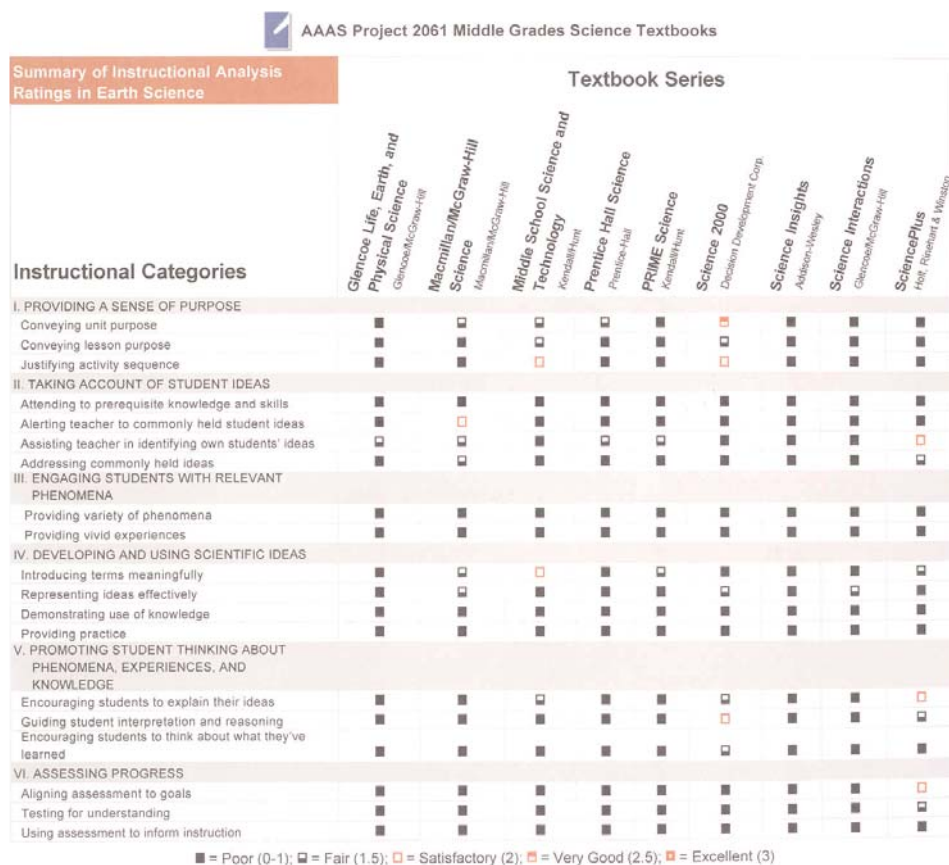 AAAS Project 2061 Middle Grades Science Textbooks
Summary of Instructional Analysis
Ratings in Earth Science
Textbook Series
Instructional Categories
Glencoe Life, Earth, and
Physical Science
Glencoe/McGraw-Hill
Macmillan/McGraw-Hill
Science
Macmillan/McGraw-Hill
Middle School Science and
Technology
Kendall/Hunt
Prentice Hall Science
Prentice-Hall
PRIME Science
Kendall/Hunt
Science 2000
Decision Development Corp.
Science Insights
Addison-Wesley
Science Interactions
Glencoe/McGraw-Hill
SciencePlus
Holt, Rinehart & Winston
I. PROVIDING A SENSE OF PURPOSE
Conveying unit purpose
Conveying lesson purpose
Justifying activity sequence
II. TAKING ACCOUNT OF STUDENT IDEAS
Attending to prerequisite knowledge and skills
Alerting teacher to commonly held student ideas
Assisting teacher in identifying own students' ideas
Addressing commonly held ideas
III. ENGAGING STUDENTS WITH RELEVANT
PHENOMENA
Providing variety of phenomena
Providing vivid experiences
IV. DEVELOPING AND USING SCIENTIFIC IDEAS
Introducing terms meaningfully
Representing ideas effectively
Demonstrating use of knowledge
Providing practice
V. PROMOTING STUDENT THINKING ABOUT
PHENOMENA, EXPERIENCES, AND
KNOWLEDGE
Encouraging students to explain their ideas
Guiding student interpretation and reasoning
Encouraging students to think about what they've
learned
VI. ASSESSING PROGRESS
Aligning assessment to goals
Testing for understanding
Using assessment to inform instruction
= Poor (0-1); = Fair (1.5); = Satisfactory (2); = Very Good (2.5); = Excellent (3)